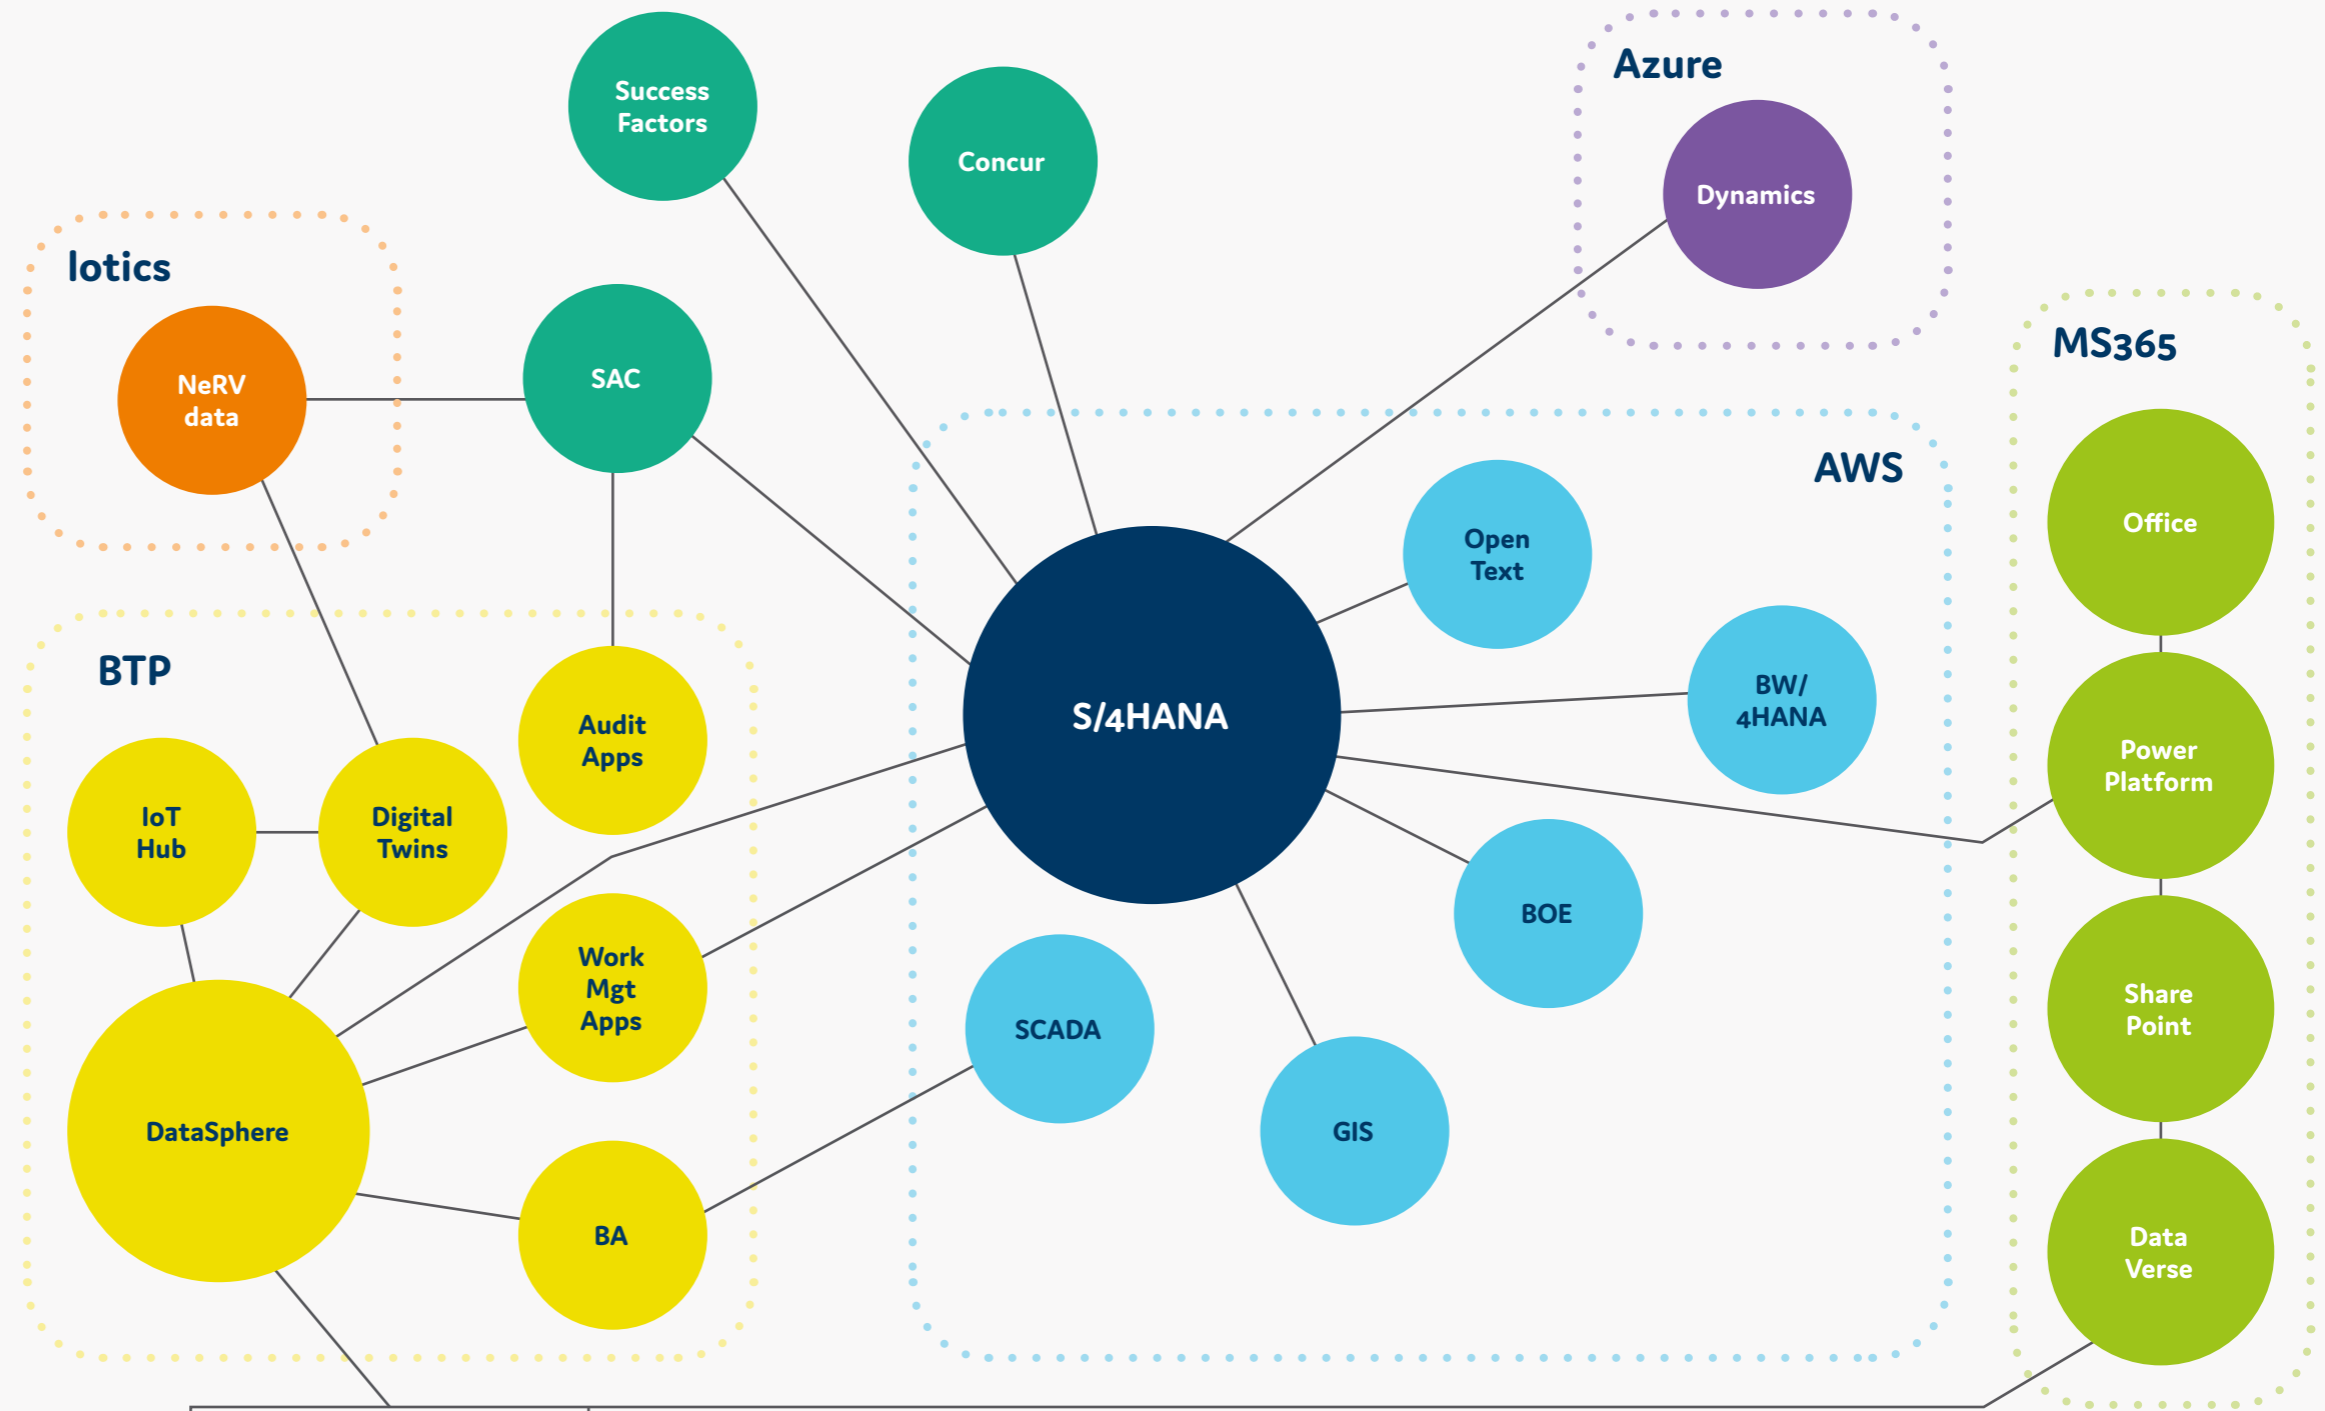 Success
Factors
Concur
Azure
Dynamics
Iotics
NeRV
data
SAC
MS365
Office
AWS
Open
Text
BW/
4HANA
S/4HANA
Power
Platform
BTP
Audit
Apps
IoT
Hub
Digital
Twins
Work
Mgt
Apps
BOE
SCADA
GIS
Share
Point
DataSphere
BA
Data
Verse